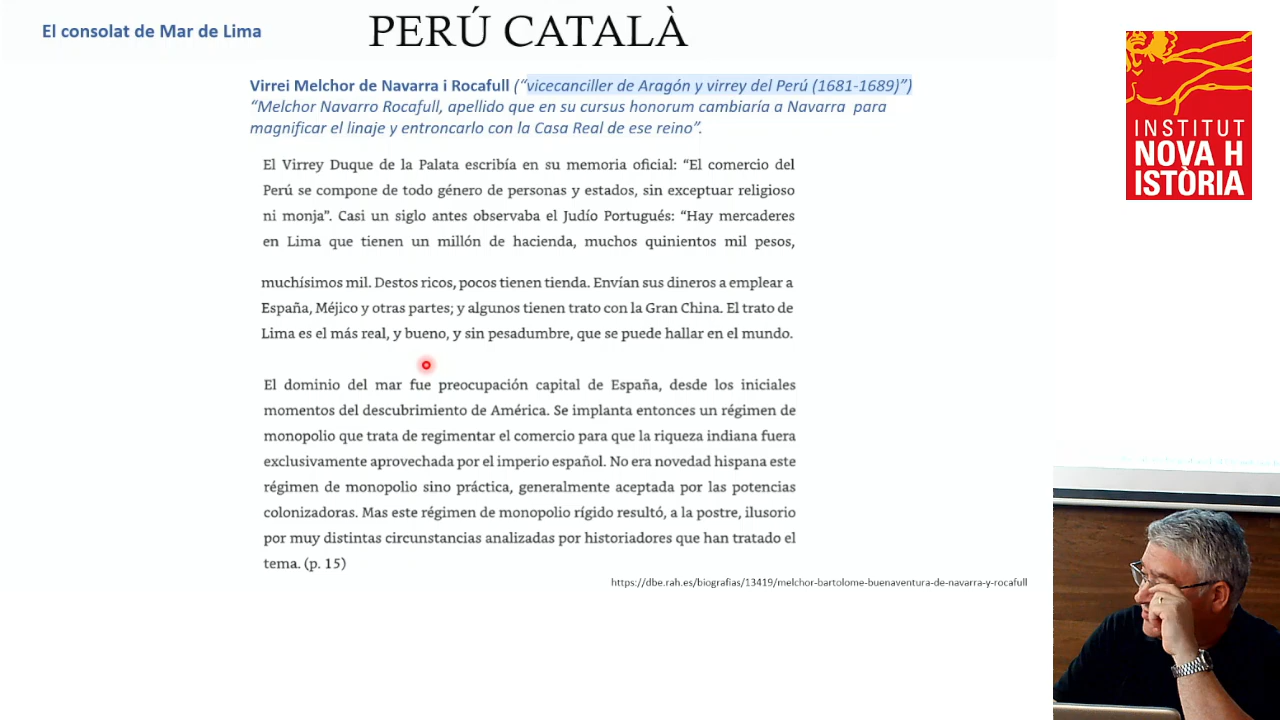 El consolat de Mar de Lima
PERÚ CATALÀ
Virrei Melchor de Navarra i Rocafull (“vicecanciller de Aragón y virrey del Perú (1681-1689)”)
“Melchor Navarro Rocafull, apellido que en su cursus honorum cambiaría a Navarra para
magnificar el linaje y entroncarlo con la Casa Real de ese reino”.
El Virrey Duque de la Palata escribía en su memoria oficial: “El comercio del
Perú se compone de todo género de personas y estados, sin exceptuar religioso
ni monja”. Casi un siglo antes observaba el Judío Portugués: “Hay mercaderes
en Lima que tienen un millón de hacienda, muchos quinientos mil pesos,
muchísimos mil. Destos ricos, pocos tienen tienda. Envían sus dineros a emplear a
España, Méjico y otras partes; y algunos tienen trato con la Gran China. El trato de
Lima es el más real, y bueno, y sin pesadumbre, que se puede hallar en el mundo.
El dominio del mar fue preocupación capital de España, desde los iniciales
momentos del descubrimiento de América. Se implanta entonces un régimen de
monopolio que trata de regimentar el comercio para que la riqueza indiana fuera
exclusivamente aprovechada por el imperio español. No era novedad hispana este
régimen de monopolio sino práctica, generalmente aceptada por las potencias
colonizadoras. Mas este régimen de monopolio rígido resultó, a la postre, ilusorio
por muy distintas circunstancias analizadas por historiadores que han tratado el
tema. (p. 15)
https://dbe.rah.es/biografias/13419/melchor-bartolome-buenaventura-de-navarra-y-rocafull
INSTITUT
NOVA H
ISTÒRIA